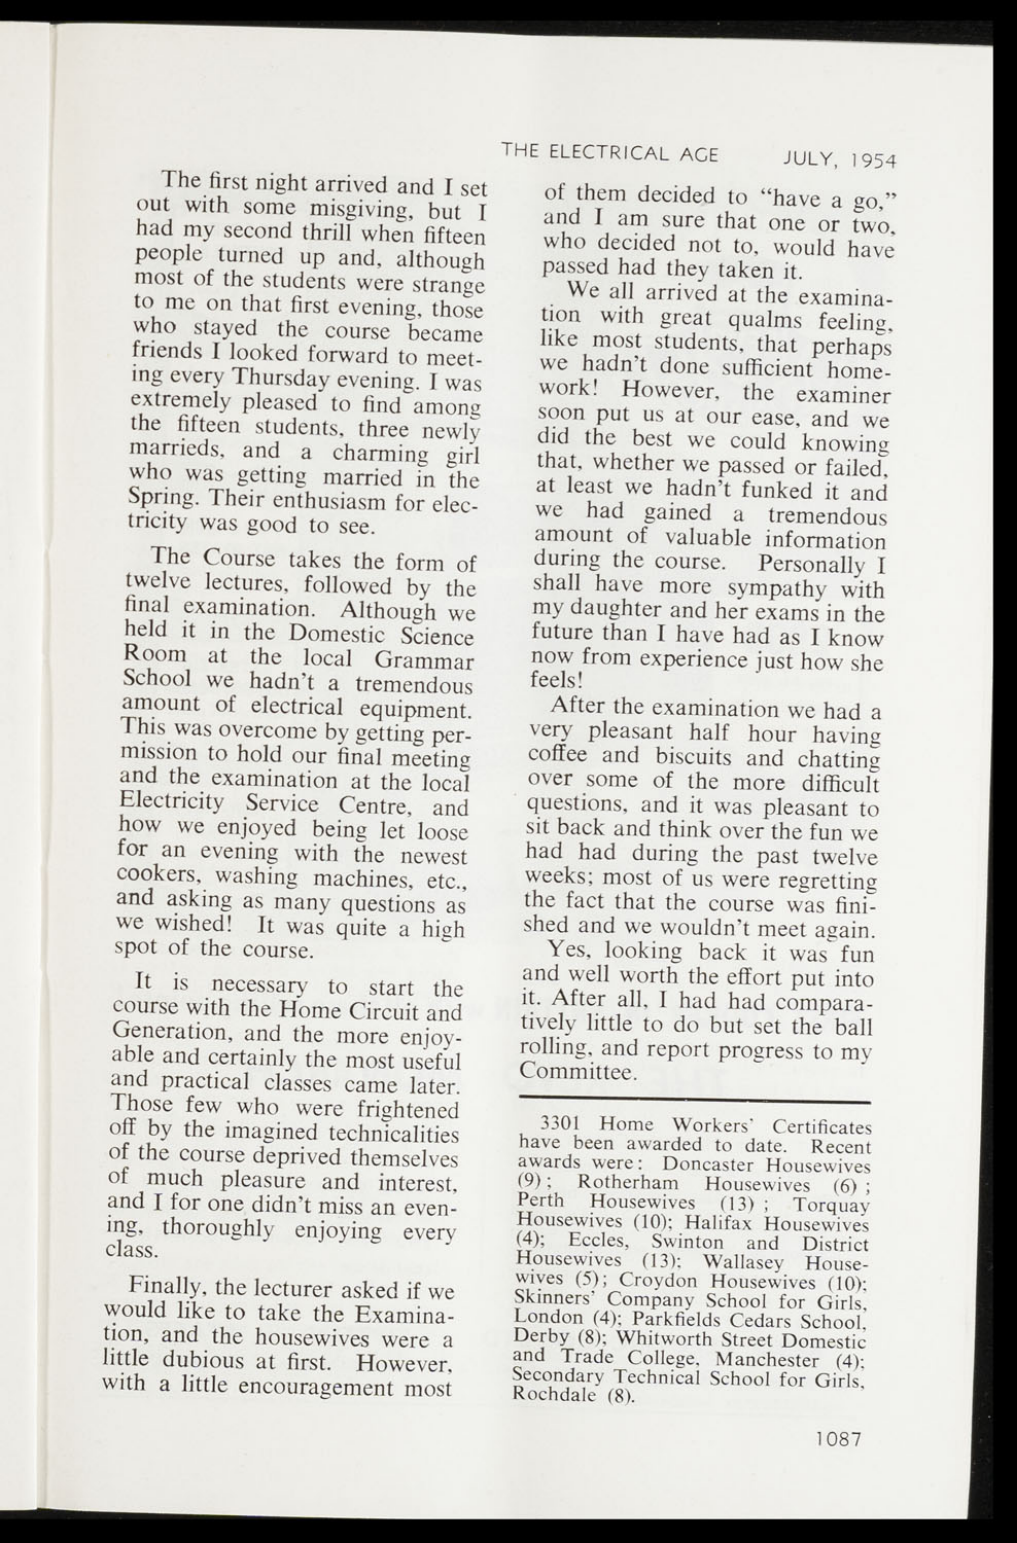 THE ELECTRICAL AGE JULY, 1954
The first night arrived and I set
out with some misgiving, but I
had my second thrill when fifteen
people turned up and, although
most of the students were strange
to me on that first evening, those
who stayed the course became
friends I looked forward to meet-
ing every Thursday evening. I was
extremely pleased to find among
the fifteen students, three newly
marrieds, and a charming girl
who was getting married in the
Spring. Their enthusiasm for elec-
tricity was good to see.
The Course takes the form of
twelve lectures, followed by the
final examination. Although we
held it in the Domestic Science
Room at the local Grammar
School we hadn't a tremendous
amount of electrical equipment.
This was overcome by getting per-
mission to hold our final meeting
and the examination at the local
Electricity Service Centre, and
how we enjoyed being let loose
for an evening with the newest
cookers, washing machines, etc.,
and asking as many questions as
we wished! It was quite a high
spot of the course.
It is necessary to start the
course with the Home Circuit and
Generation, and the more enjoy-
able and certainly the most useful
and practical classes came later.
Those few who were frightened
off by the imagined technicalities
of the course deprived themselves
of much pleasure and interest,
and I for one didn't miss an even-
ing, thoroughly enjoying every
class.
Finally, the lecturer asked if we
would like to take the Examina-
tion, and the housewives were a
little dubious at first. However,
with a little encouragement most
of them decided to "have a go,"
and I am sure that one or two,
who decided not to, would have
passed had they taken it.
We all arrived at the examina-
tion with great qualms feeling,
like most students, that perhaps
we hadn't done sufficient home-
work! However, the examiner
soon put us at our ease, and we
did the best we could knowing
that, whether we passed or failed,
at least we hadn't funked it and
we had gained a tremendous
amount of valuable information
during the course. Personally I
shall have more sympathy with
my daughter and her exams in the
future than I have had as I know
now from experience just how she
feels!
After the examination we had a
very pleasant half hour having
coffee and biscuits and chatting
over some of the more difficult
questions, and it was pleasant to
sit back and think over the fun we
had had during the past twelve
weeks; most of us were regretting
the fact that the course was fini-
shed and we wouldn't meet again.
Yes, looking back it was fun
and well worth the effort put into
it. After all, I had had compara-
tively little to do but set the ball
rolling, and report progress to my
Committee.
3301 Home Workers' Certificates
have been awarded to date. Recent
awards were: Doncaster Housewives
(9); Rotherham Housewives (6) ;
Perth Housewives (13) ; Torquay
Housewives (10); Halifax Housewives
(4); Eccles, Swinton and District
Housewives (13); Wallasey House-
wives (5); Croydon Housewives (10);
Skinners' Company School for Girls,
London (4); Parkfields Cedars School,
Derby (8); Whitworth Street Domestic
and Trade College, Manchester (4);
Secondary Technical School for Girls,
Rochdale (8).
1087